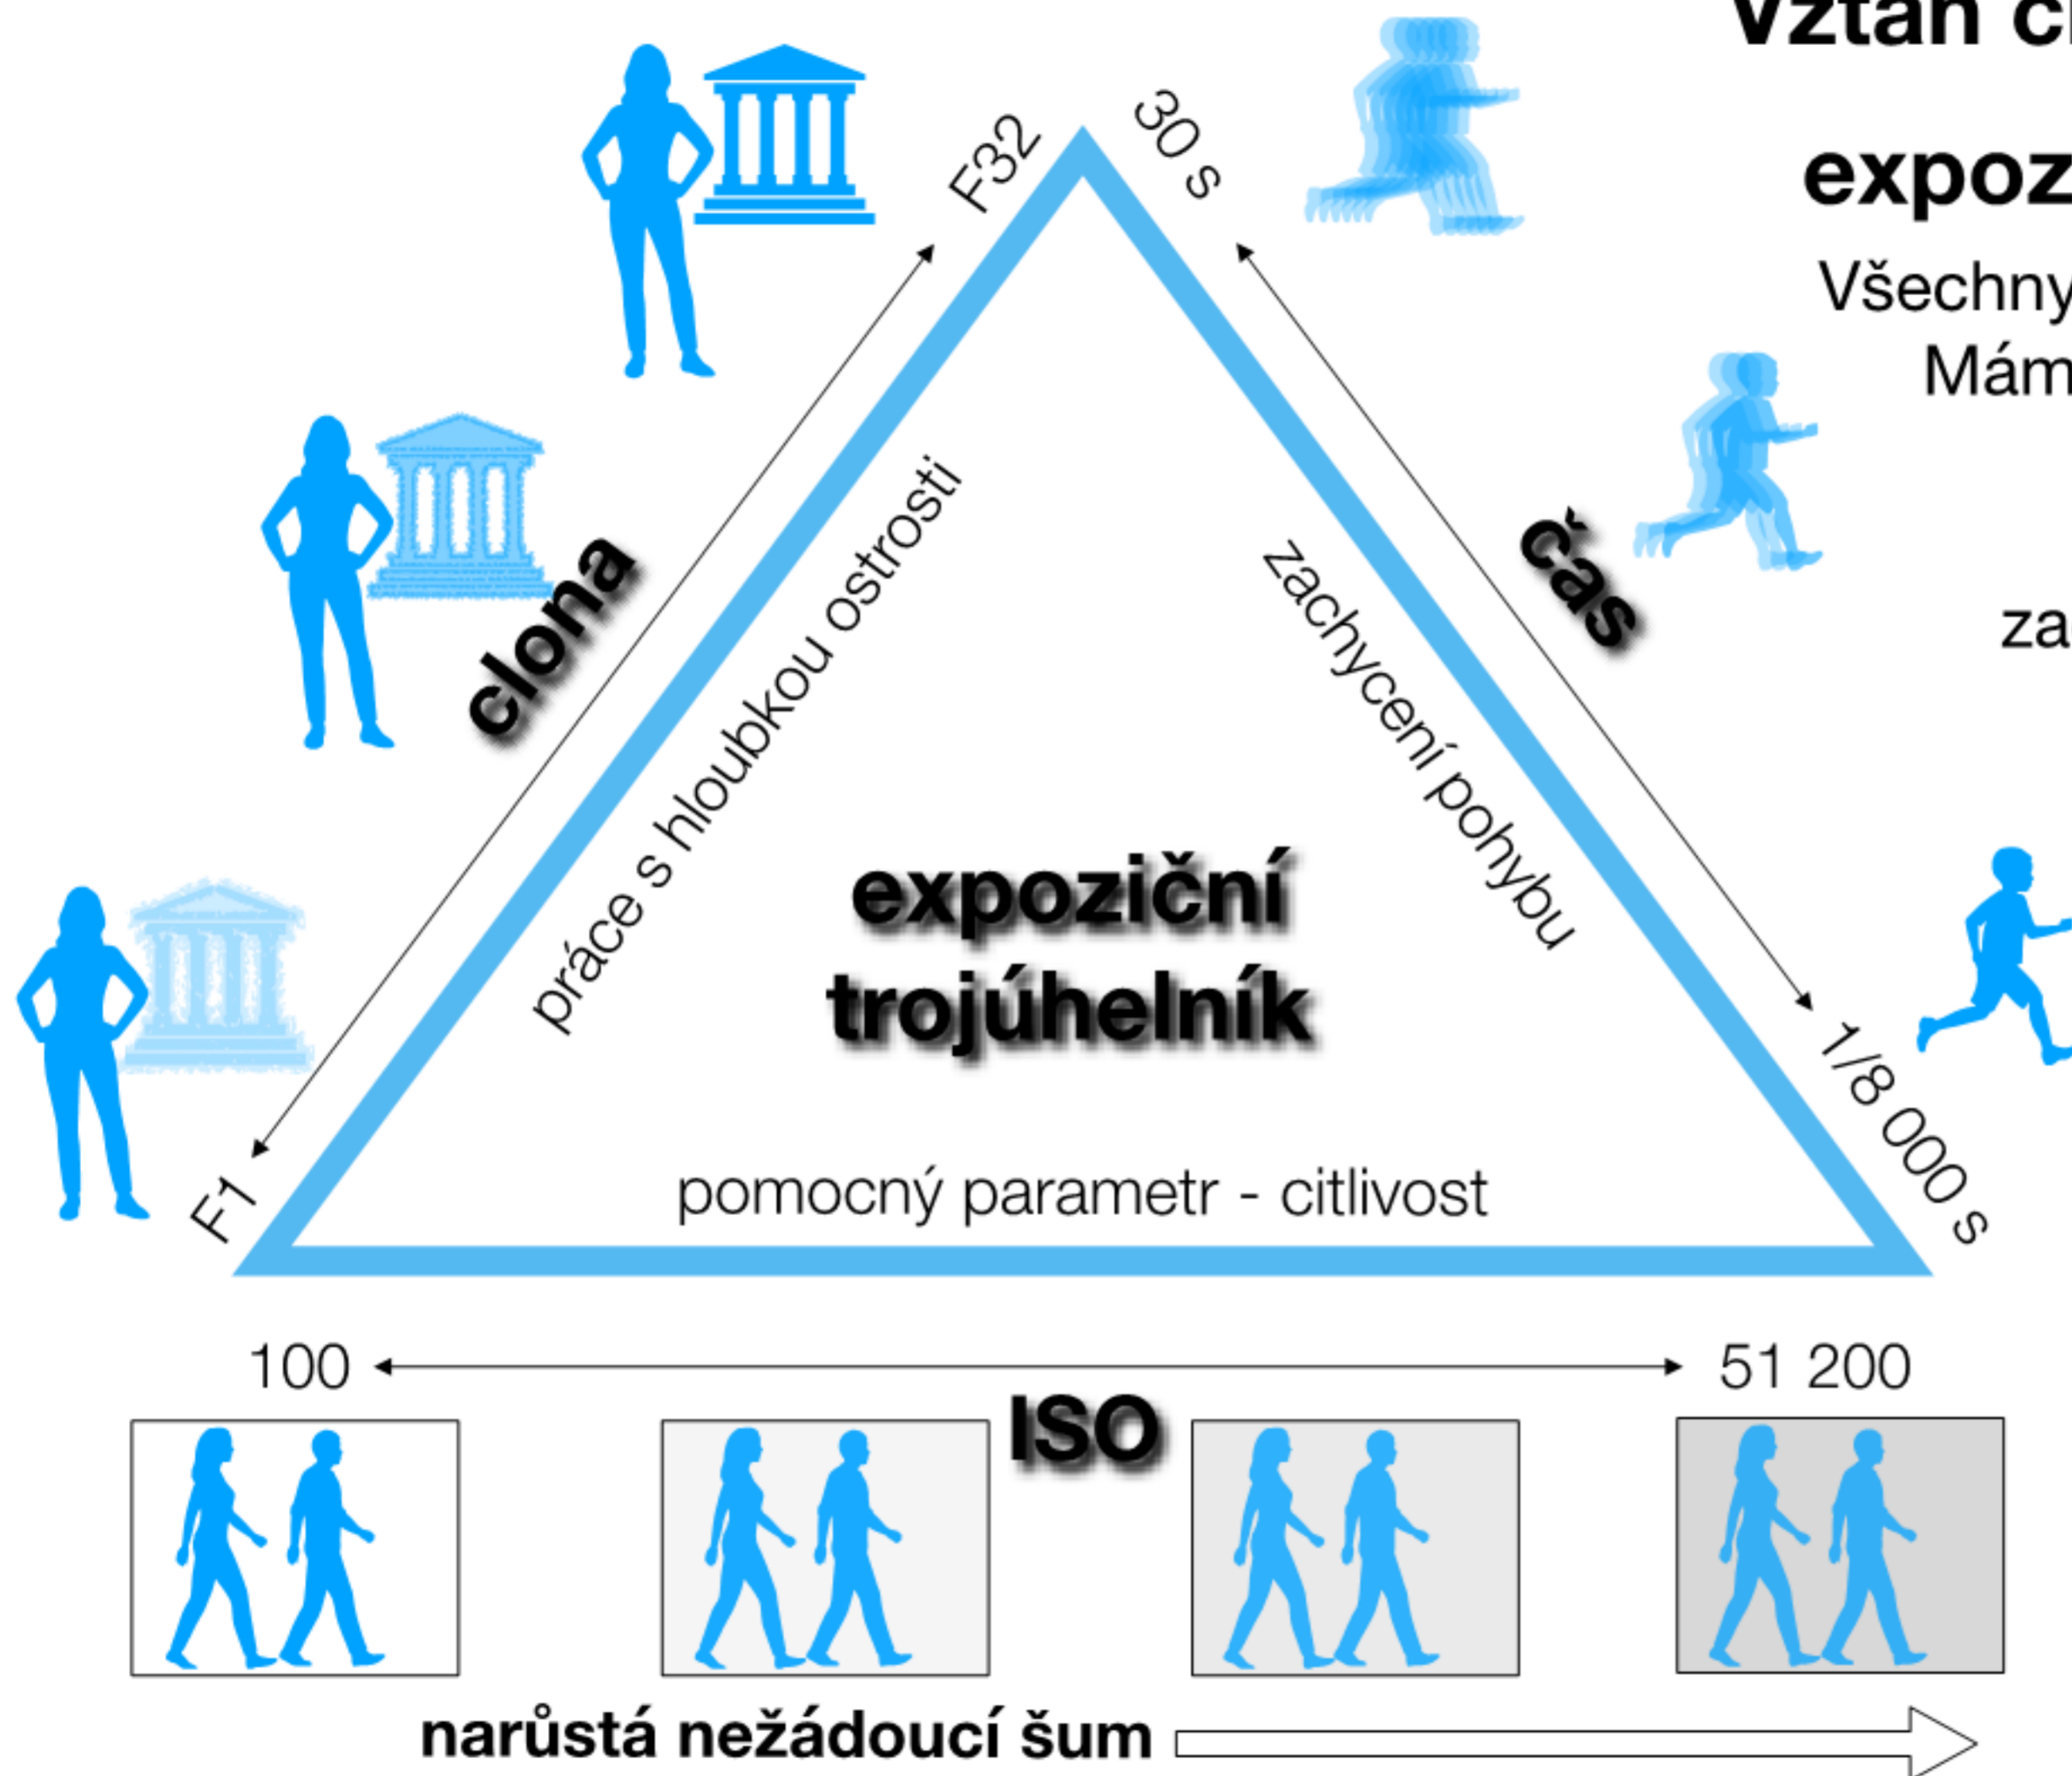 F32
30 s
expoz
Všechny
Mám
za
clona
práce s hloubkou ostrosti
čas
zachycení pohybu
expoziční
trojúhelník
F1
1/8 000 s
pomocný parametr - citlivost
100
51 200
ISO
narůstá nežádoucí šum